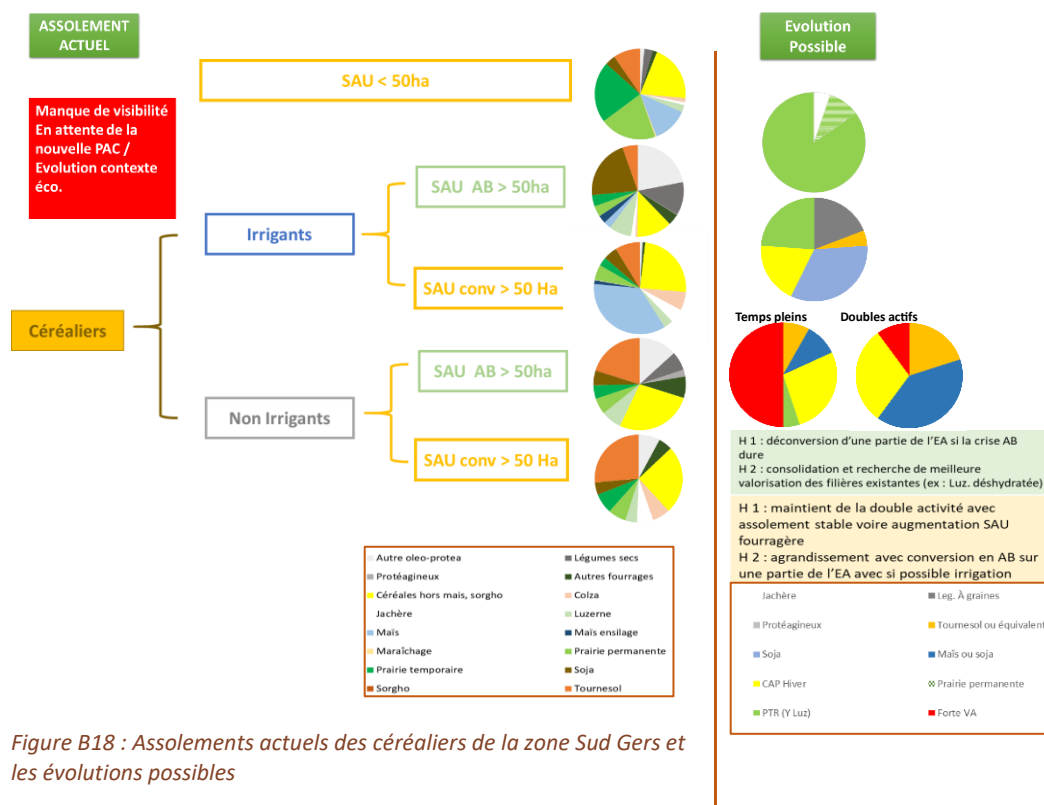 ASSOLEMENT
ACTUEL
Evolution
Possible
SAU < 50ha
Manque de visibilité
En attente de la
nouvelle PAC /
Evolution contexte
éco.
SAU AB > 50ha
Irrigants
SAU conv > 50 Ha
Céréaliers
Temps pleins
Doubles actifs
SAU AB > 50ha
Non Irrigants
SAU conv > 50 Ha
H 1 : déconversion d'une partie de l'EA si la crise AB
dure
H 2 : consolidation et recherche de meilleure
valorisation des filières existantes (ex : Luz. déshydratée)
H 1 : maintient de la double activité avec
assolement stable voire augmentation SAU
fourragère
H 2 : agrandissement avec conversion en AB sur
une partie de l'EA avec si possible irrigation
Autre oleo-protea
Légumes secs
Protéagineux
Autres fourrages
Céréales hors mais, sorgho
Colza
Jachère
Luzerne
Maïs
Maïs ensilage
Maraîchage
Prairie permanente
Prairie temporaire
Soja
Sorgho
Tournesol
Jachère
Leg. À graines
Protéagineux
Tournesol ou équivalent
Soja
Maîs ou soja
CAP Hiver
Prairie permanente
PTR (Y Luz)
Forte VA
Figure B18 : Assolements actuels des céréaliers de la zone Sud Gers et
les évolutions possibles